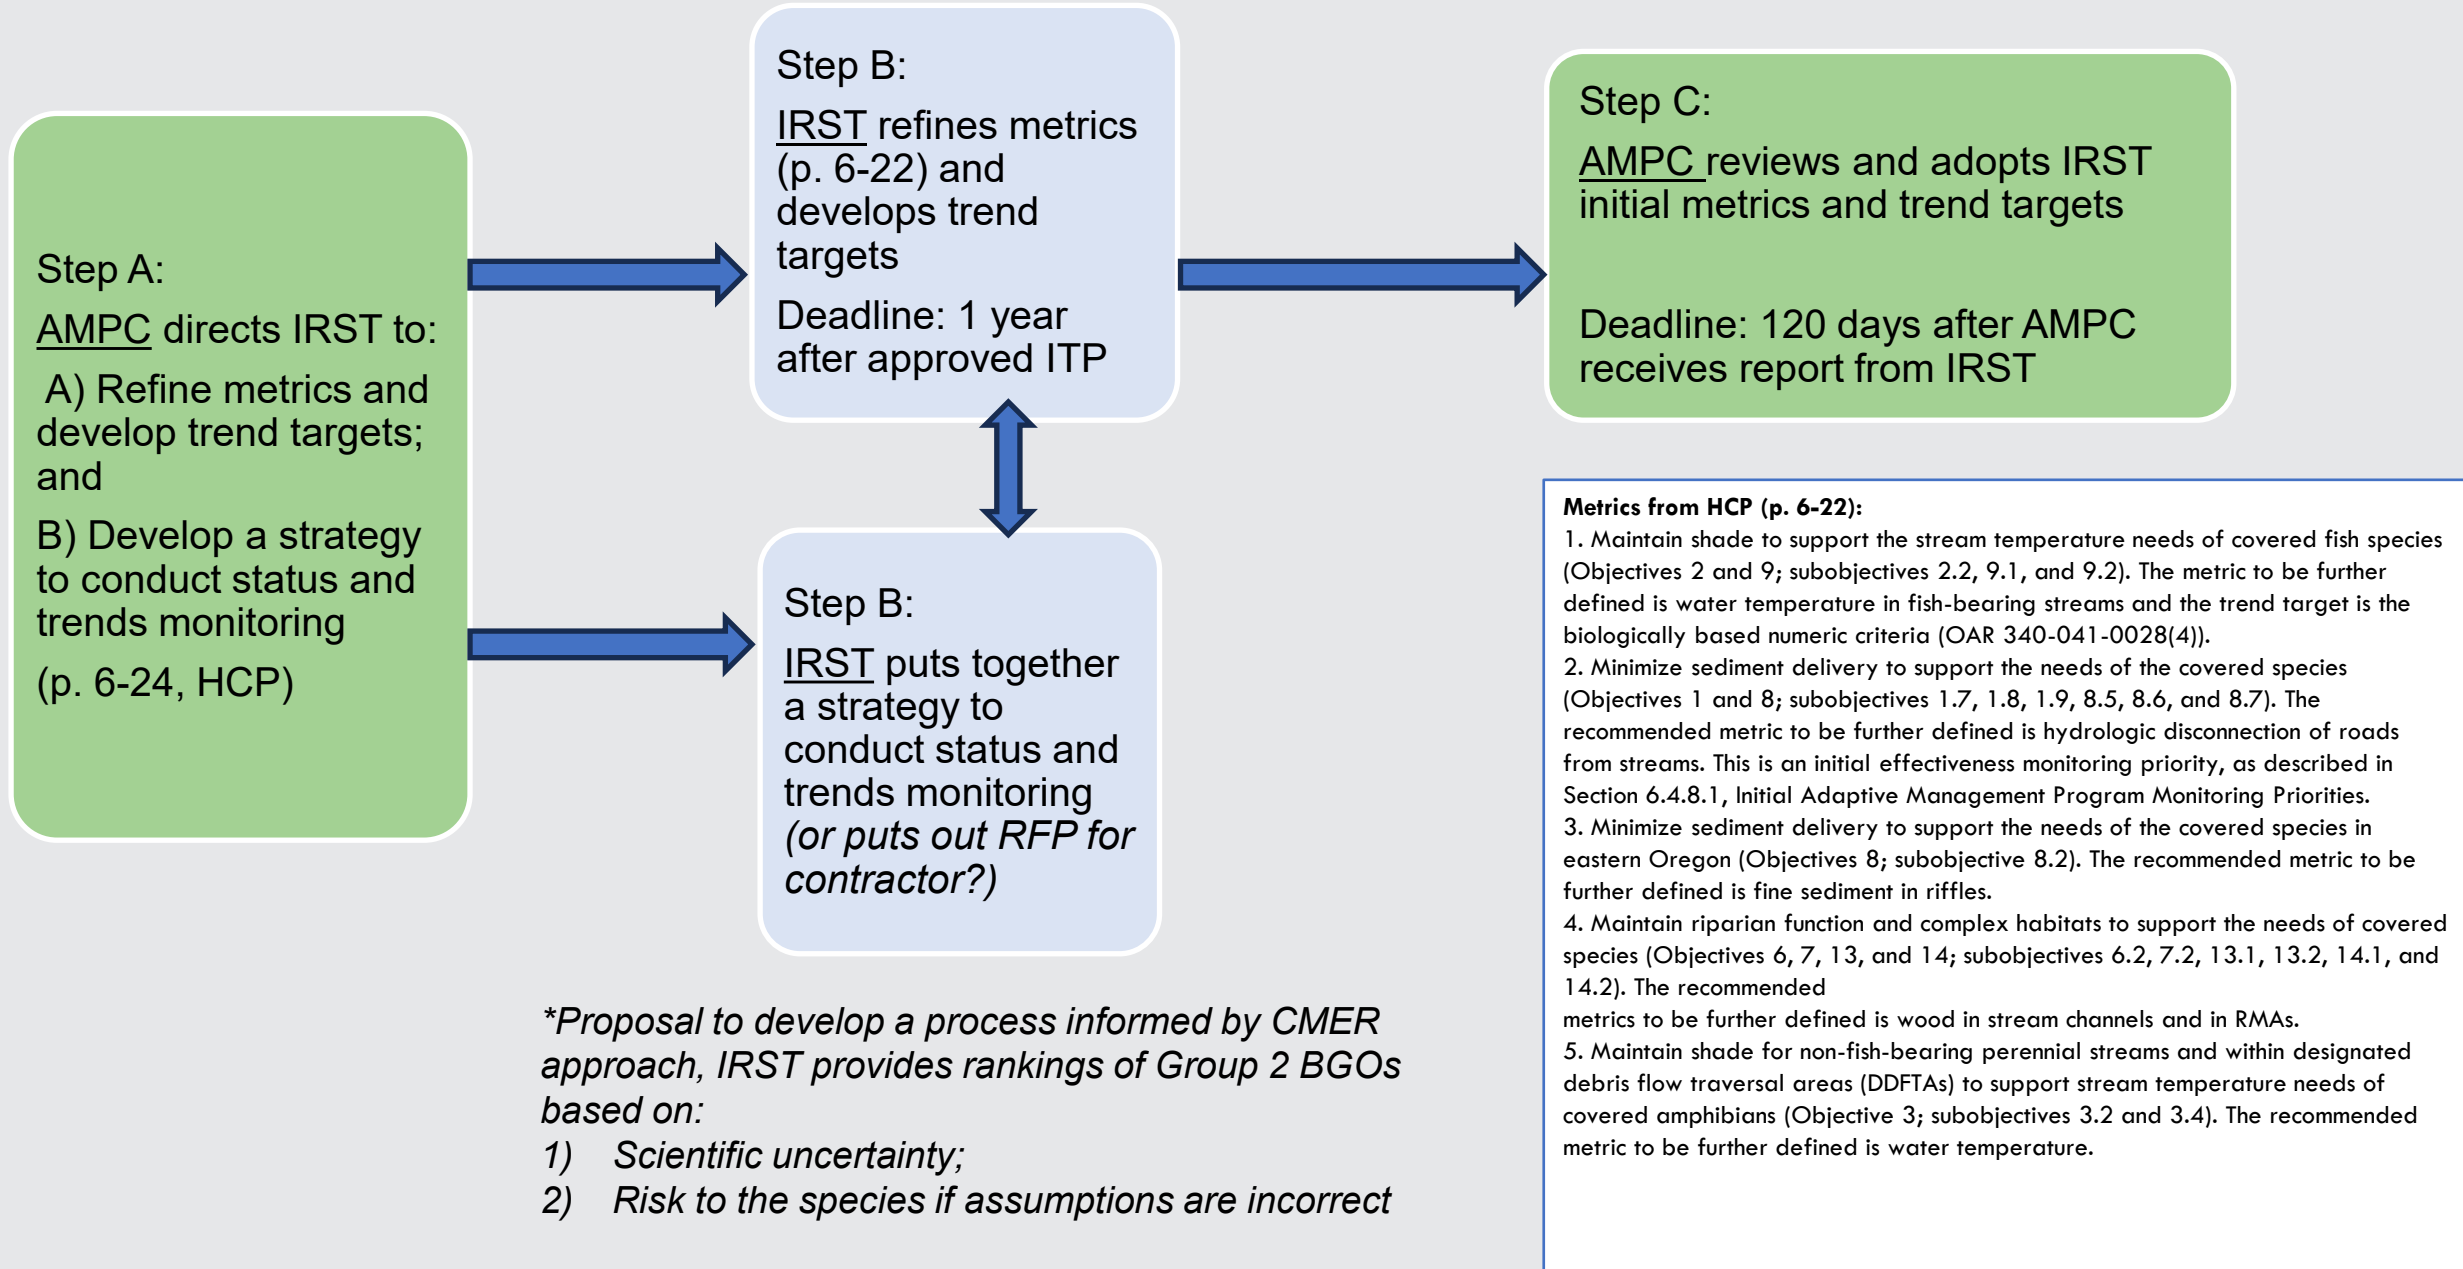 Step A:
AMPC directs IRST to:
A) Refine metrics and
develop trend targets;
and
B) Develop a strategy
to conduct status and
trends monitoring
(p. 6-24, HCP)
Step B:
IRST refines metrics
(p. 6-22) and
develops trend
targets
Deadline: 1 year
after approved ITP
Step B:
IRST puts together
a strategy to
conduct status and
trends monitoring
(or puts out RFP for
contractor?)
Step C:
AMPC reviews and adopts IRST
initial metrics and trend targets
Deadline: 120 days after AMPC
receives report from IRST
*Proposal to develop a process informed by CMER
approach, IRST provides rankings of Group 2 BGOs
based on:
1) Scientific uncertainty;
2) Risk to the species if assumptions are incorrect
Metrics from HCP (p. 6-22):
1. Maintain shade to support the stream temperature needs of covered fish species
(Objectives 2 and 9; subobjectives 2.2, 9.1, and 9.2). The metric to be further
defined is water temperature in fish-bearing streams and the trend target is the
biologically based numeric criteria (OAR 340-041-0028(4)).
2. Minimize sediment delivery to support the needs of the covered species
(Objectives 1 and 8; subobjectives 1.7, 1.8, 1.9, 8.5, 8.6, and 8.7). The
recommended metric to be further defined is hydrologic disconnection of roads
from streams. This is an initial effectiveness monitoring priority, as described in
Section 6.4.8.1, Initial Adaptive Management Program Monitoring Priorities.
3. Minimize sediment delivery to support the needs of the covered species in
eastern Oregon (Objectives 8; subobjective 8.2). The recommended metric to be
further defined is fine sediment in riffles.
4. Maintain riparian function and complex habitats to support the needs of covered
species (Objectives 6, 7, 13, and 14; subobjectives 6.2, 7.2, 13.1, 13.2, 14.1, and
14.2). The recommended
metrics to be further defined is wood in stream channels and in RMAs.
5. Maintain shade for non-fish-bearing perennial streams and within designated
debris flow traversal areas (DDFTAs) to support stream temperature needs of
covered amphibians (Objective 3; subobjectives 3.2 and 3.4). The recommended
metric to be further defined is water temperature.